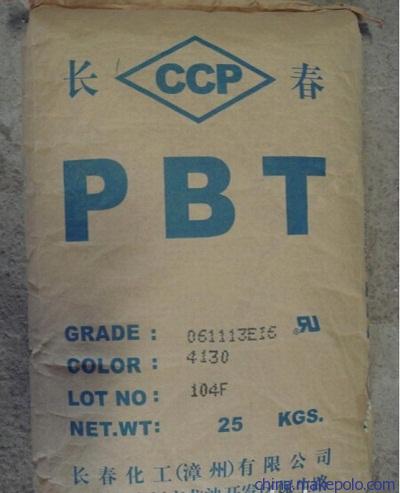 长 CCP 春
PBT
GRADE : 061113E16
COLOR : 4130
LOT NO : 104F
NET.WT: 25 KGS.
长春化工(漳州)有限公司
china.makepolo.com